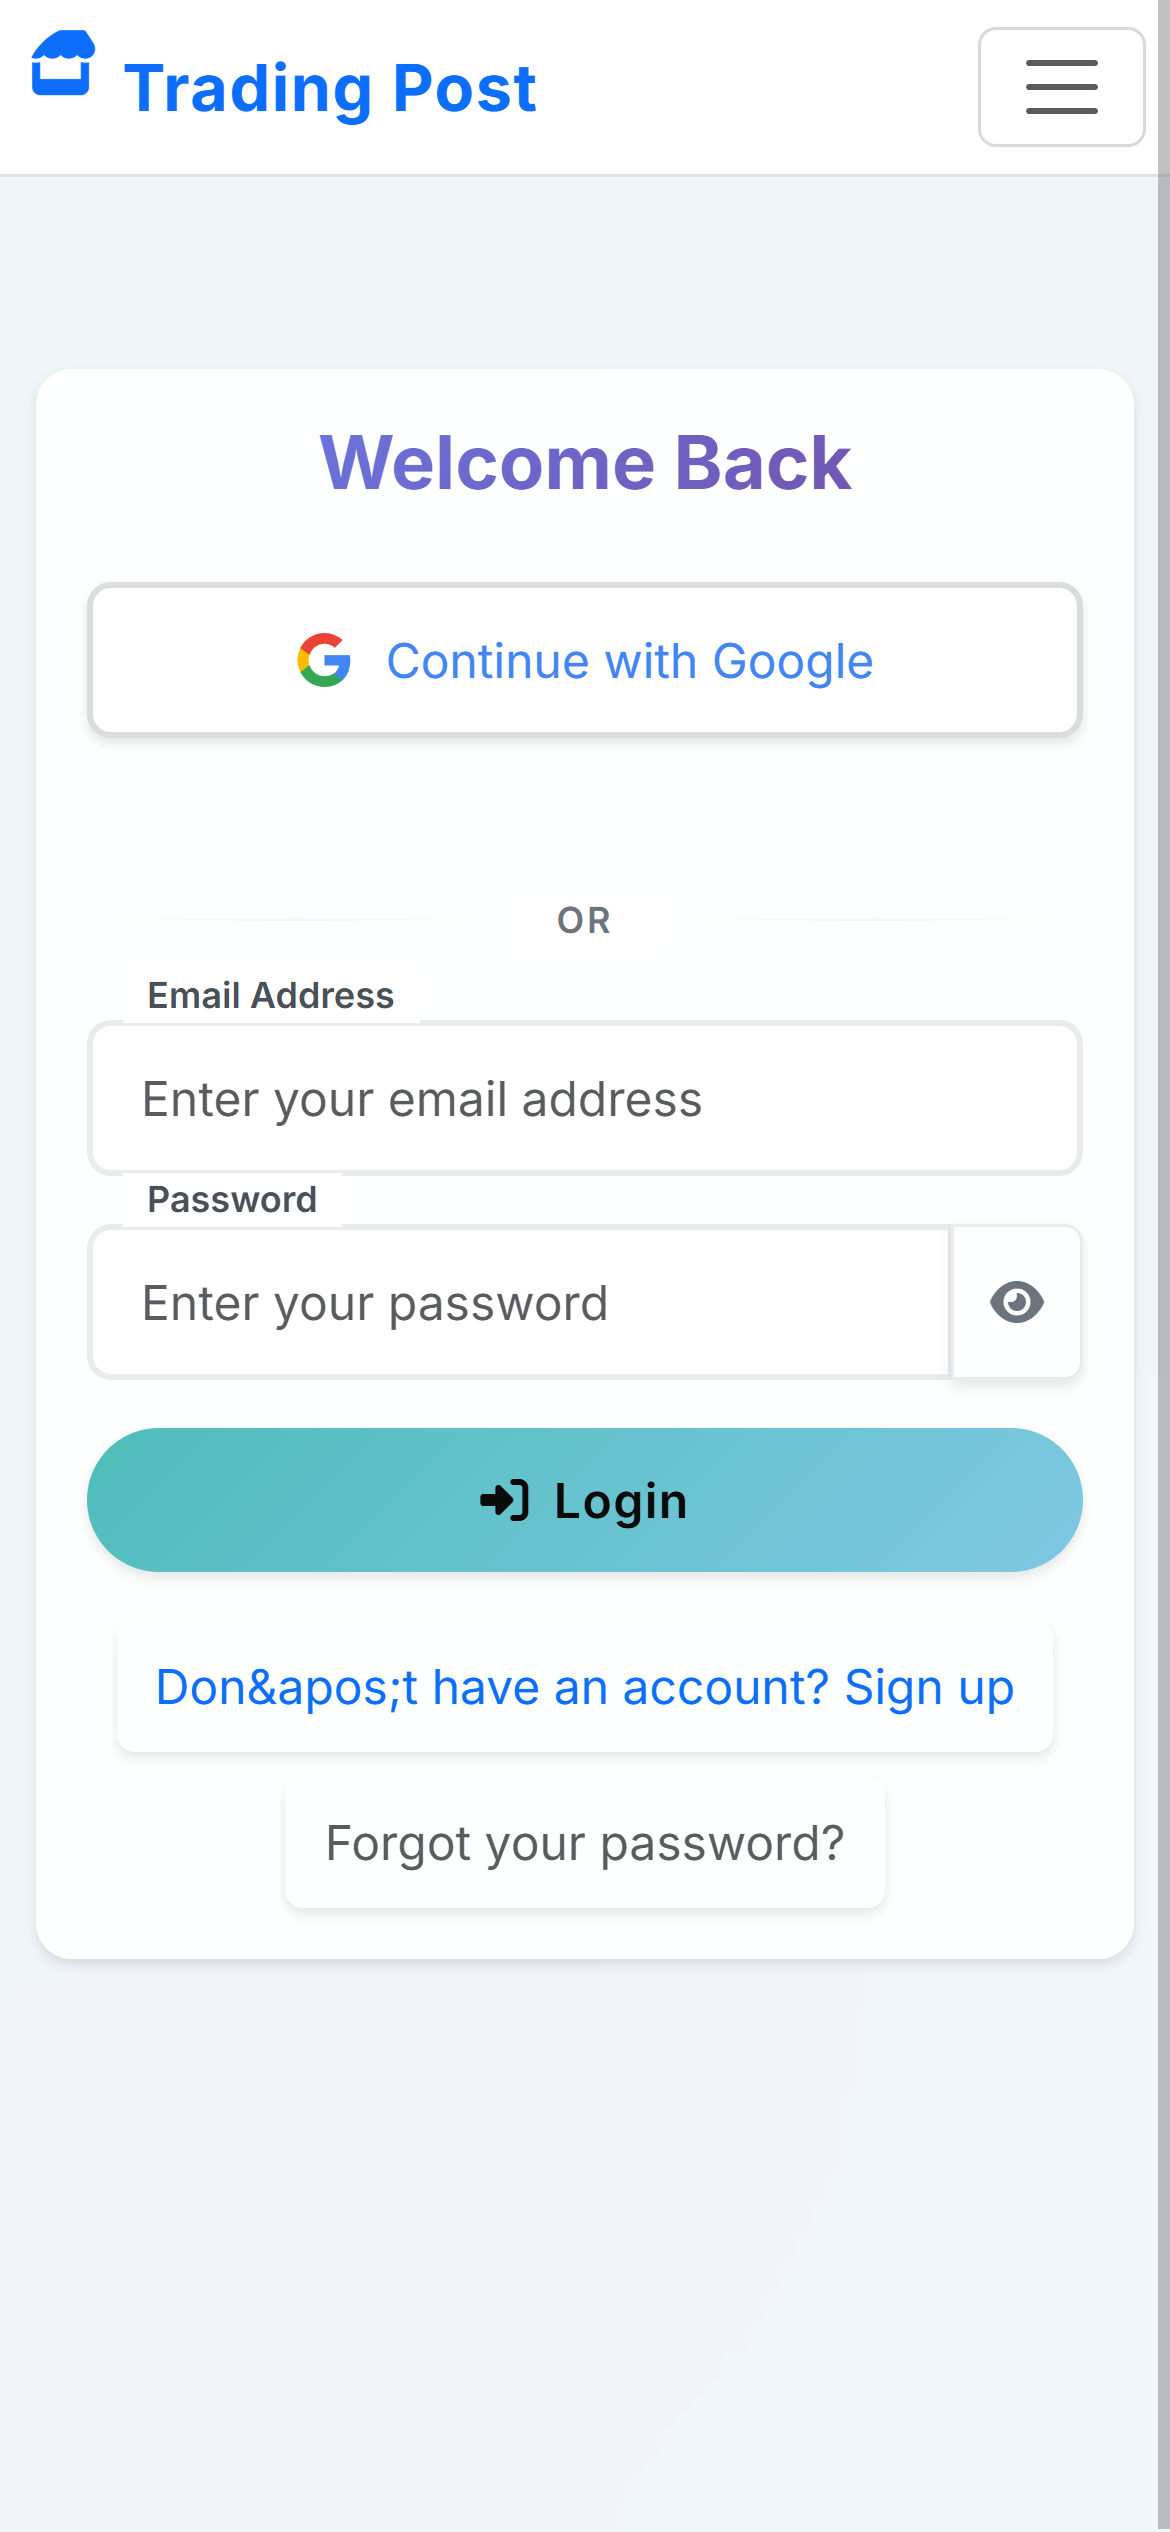 Trading Post
Welcome Back
Continue with Google
OR
Email Address
Enter your email address
Password
Enter your password
Login
Don&apos;t have an account? Sign up
Forgot your password?